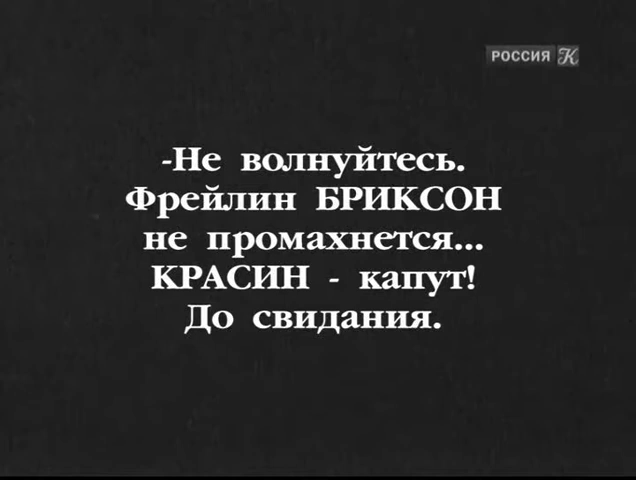 РОССИЯ К
-Не волнуйтесь.
Фрейлин БРИКСОН
не промахнется...
КРАСИН - капут!
До свидания.